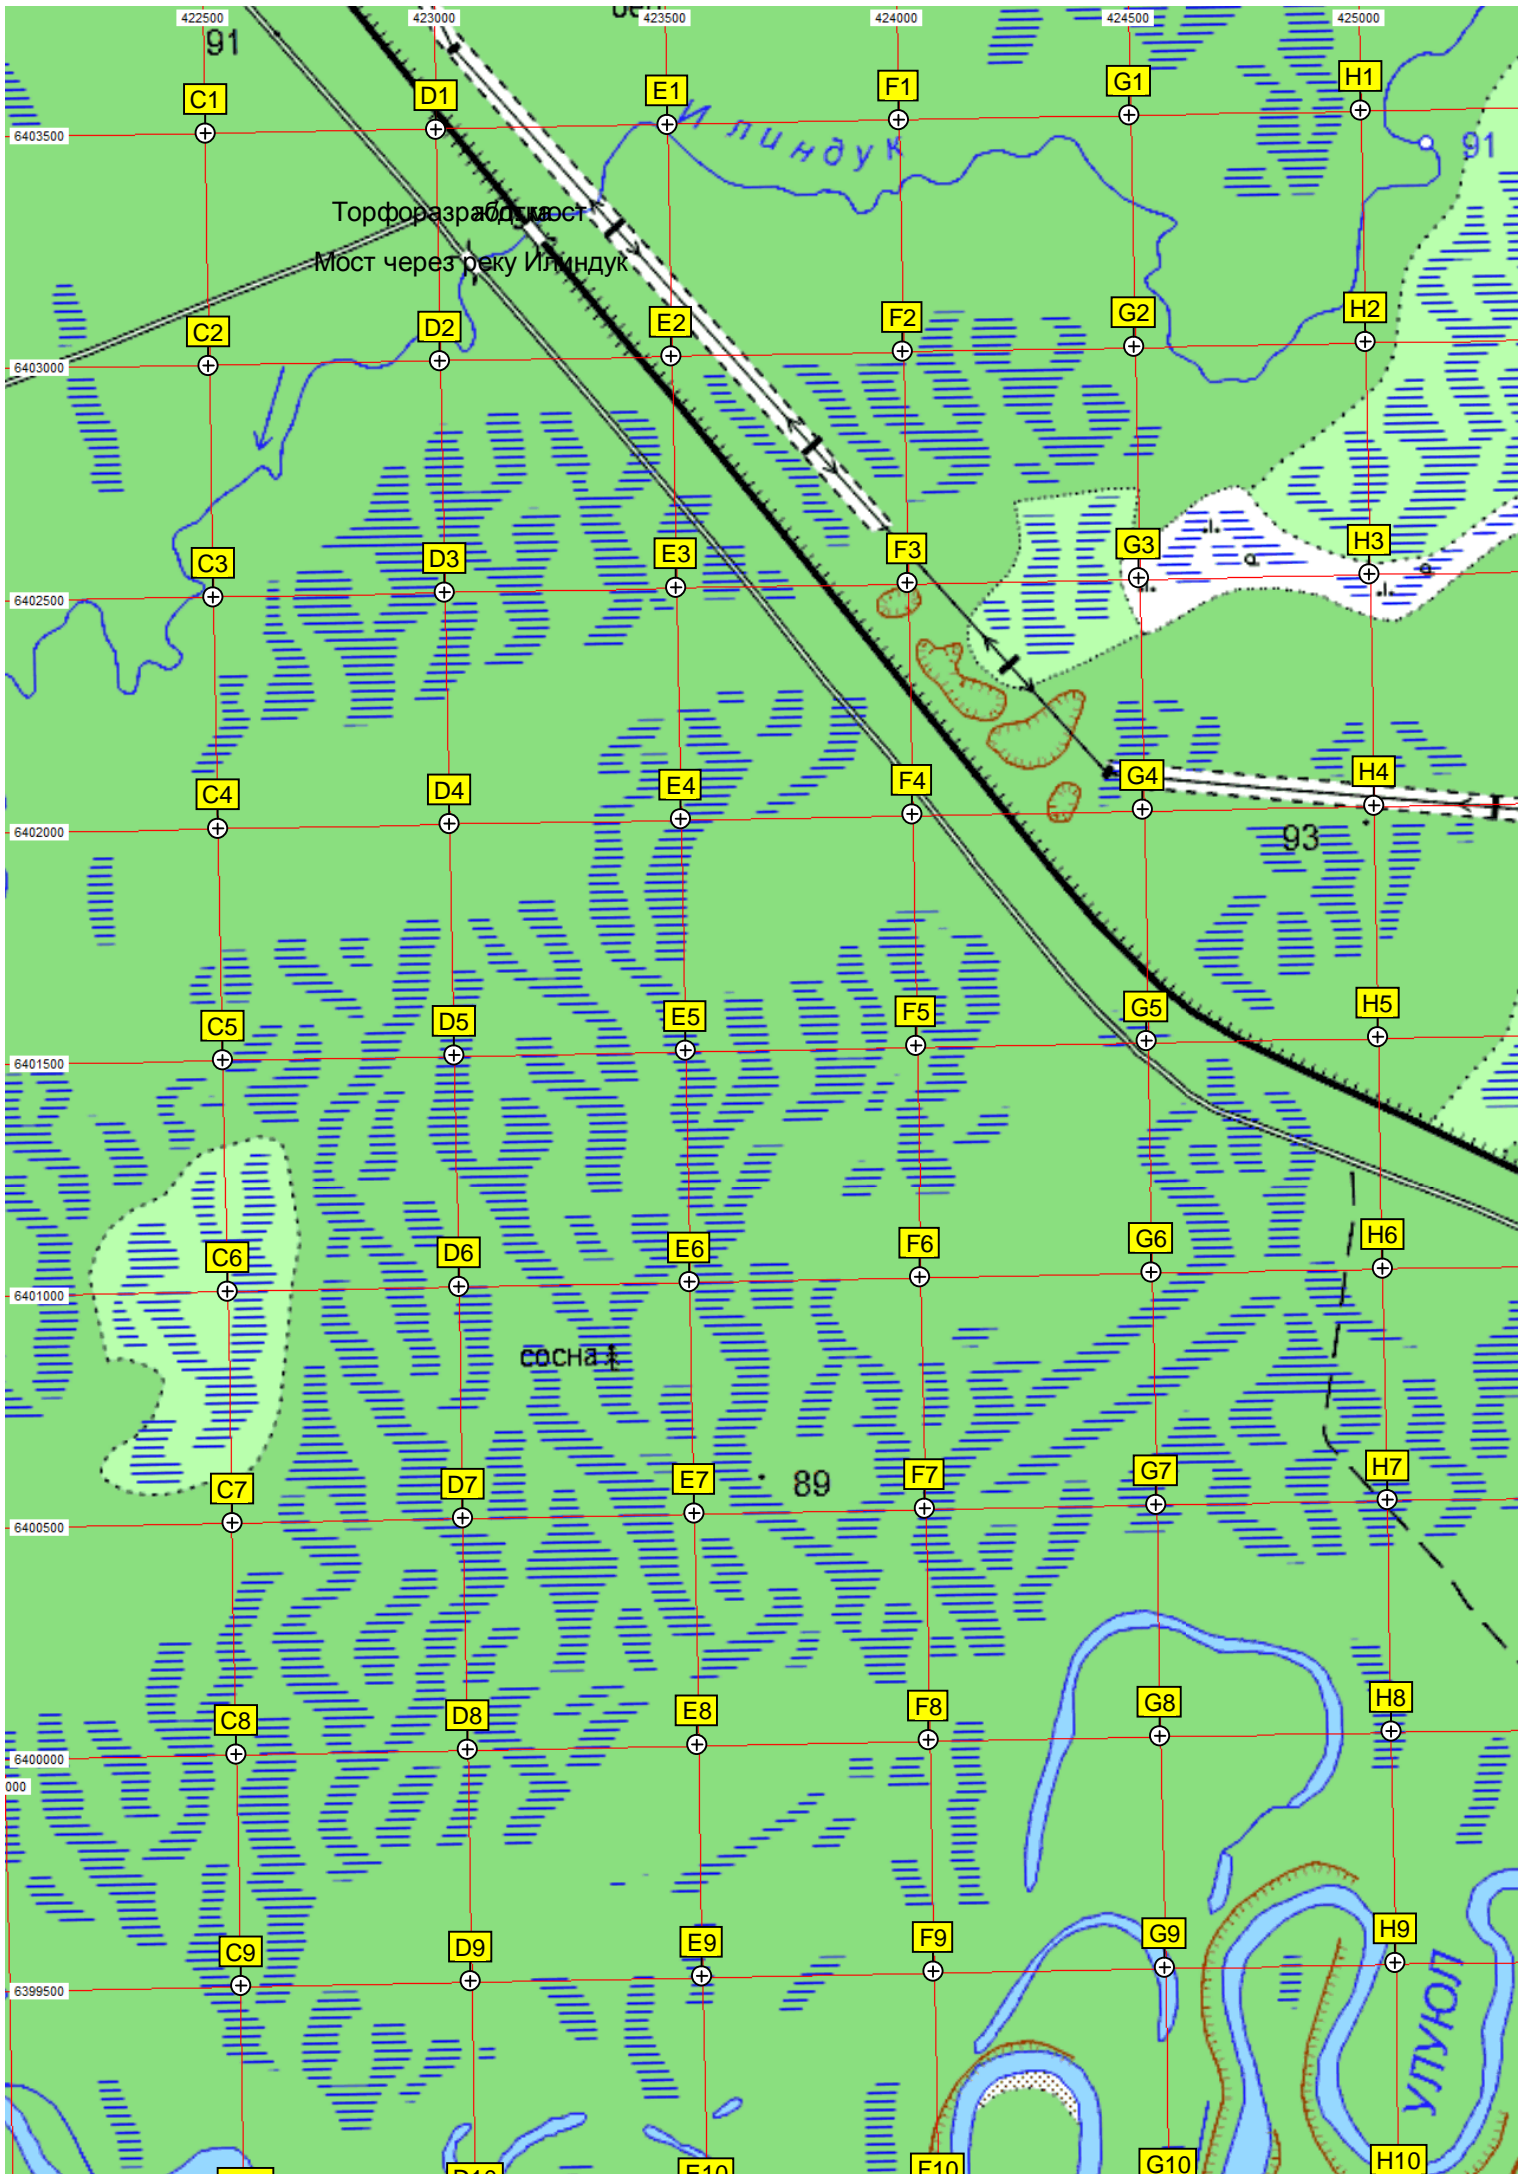 422500 423000 423500 424000 424500 425000
91
C1 D1 E1 F1 G1 H1
6403500
Илиндук
91
Мост через реку Илиндук
C2 D2 E2 F2 G2 H2
6403000
C3 D3 E3 F3 G3 H3
6402500
C4 D4 E4 F4 G4 H4
6402000
93
C5 D5 E5 F5 G5 H5
6401500
C6 D6 E6 F6 G6 H6
6401000
сосна
C7 D7 E7 89 F7 G7 H7
6400500
C8 D8 E8 F8 G8 H8
6400000
000
C9 D9 E9 F9 G9 H9
6399500
УЛУЮЛ
D10 E10 F10 G10 H10